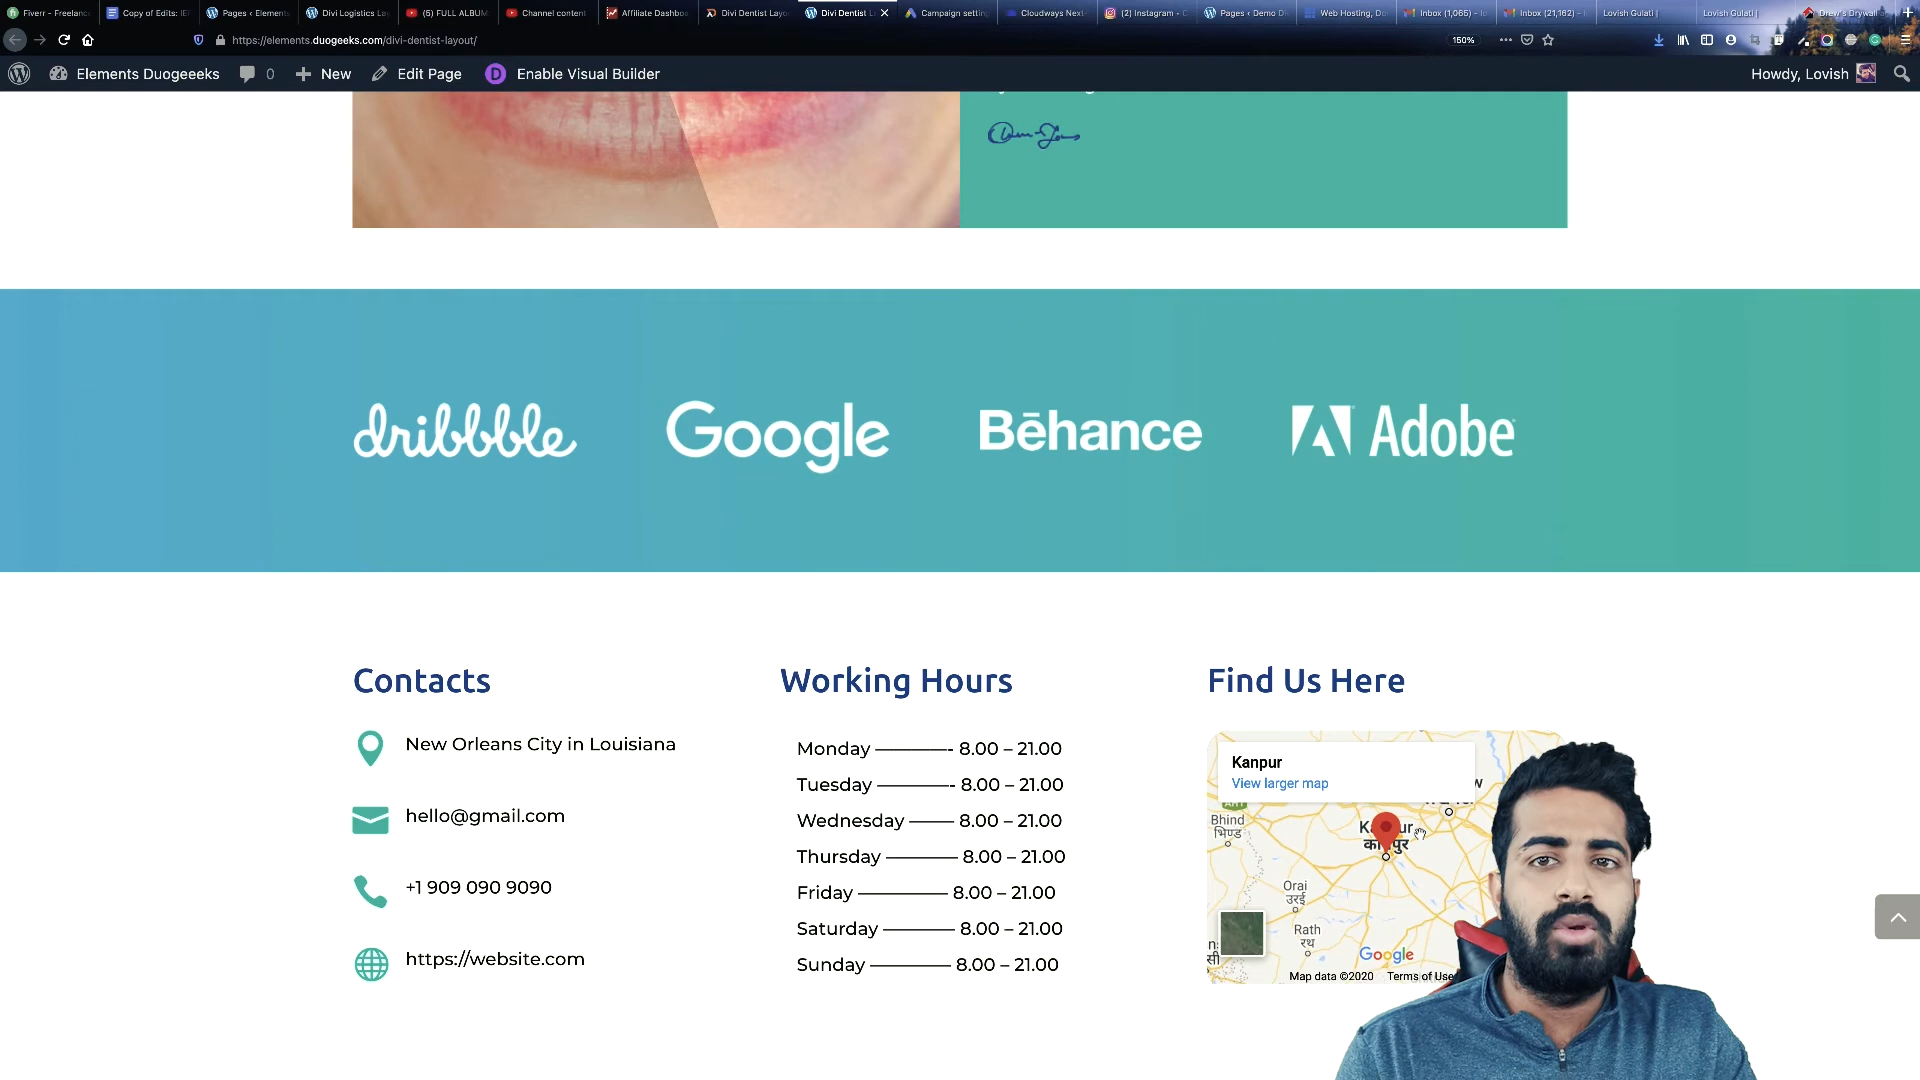 Fiverr - Freelanc
Copy of Edits: IEF
Pages ‹ Elements
Divi Logistics La
(5) FULL ALBUM
Channel content
Affiliate Dashboa
Divi Dentist Layo
Divi Dentist L
Campaign setting
Cloudways Next-
(2) Instagram •
Pages ‹ Demo Di
Web Hosting, Do
Inbox (1,065) - lo
Inbox (21,162) -
Lovish Gulati |
Lovish Gulati |
Drew's Drywall
https://elements.duogeeks.com/divi-dentist-layout/
150%
Elements Duogeeeks
0
New
Edit Page
D
Enable Visual Builder
Howdy, Lovish
dribbble
Google
Bēhance
Adobe
Contacts
New Orleans City in Louisiana
hello@gmail.com
+1 909 090 9090
https://website.com
Working Hours
Monday ————- 8.00 – 21.00
Tuesday ————- 8.00 – 21.00
Wednesday ——– 8.00 – 21.00
Thursday ———— 8.00 – 21.00
Friday ————— 8.00 – 21.00
Saturday ———— 8.00 – 21.00
Sunday ————– 8.00 – 21.00
Find Us Here
Kanpur
View larger map
Bhind
भिण्ड
Orai
उरई
Rath
रथ
Google
Map data ©2020
Terms of Use